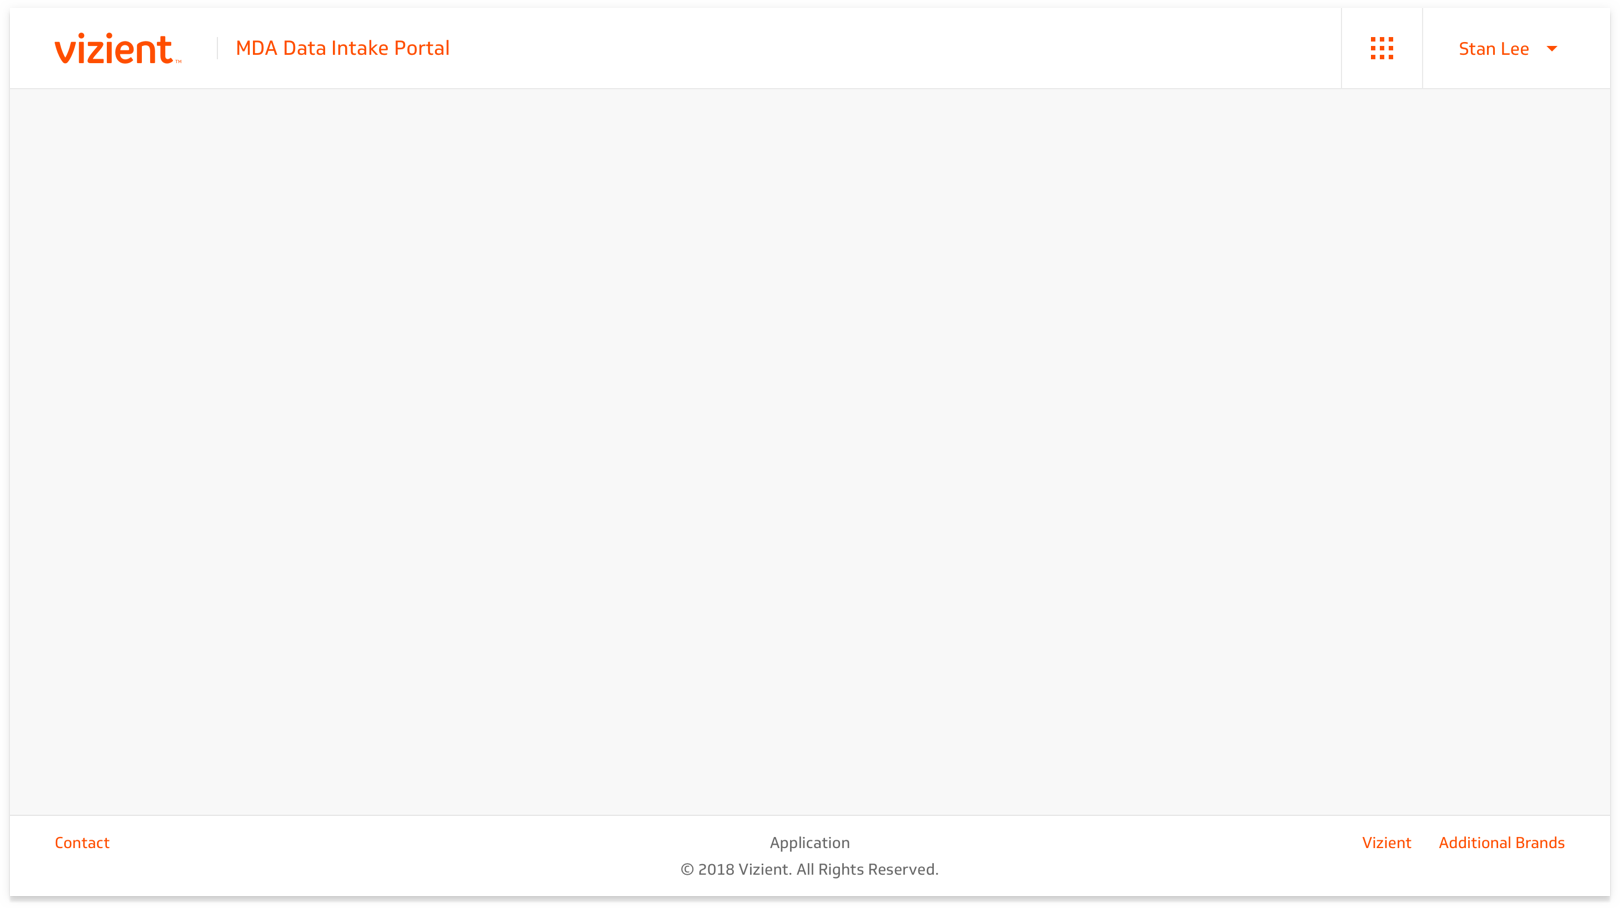 vizient™
MDA Data Intake Portal
Stan Lee
Contact
Application
© 2018 Vizient. All Rights Reserved.
Vizient
Additional Brands